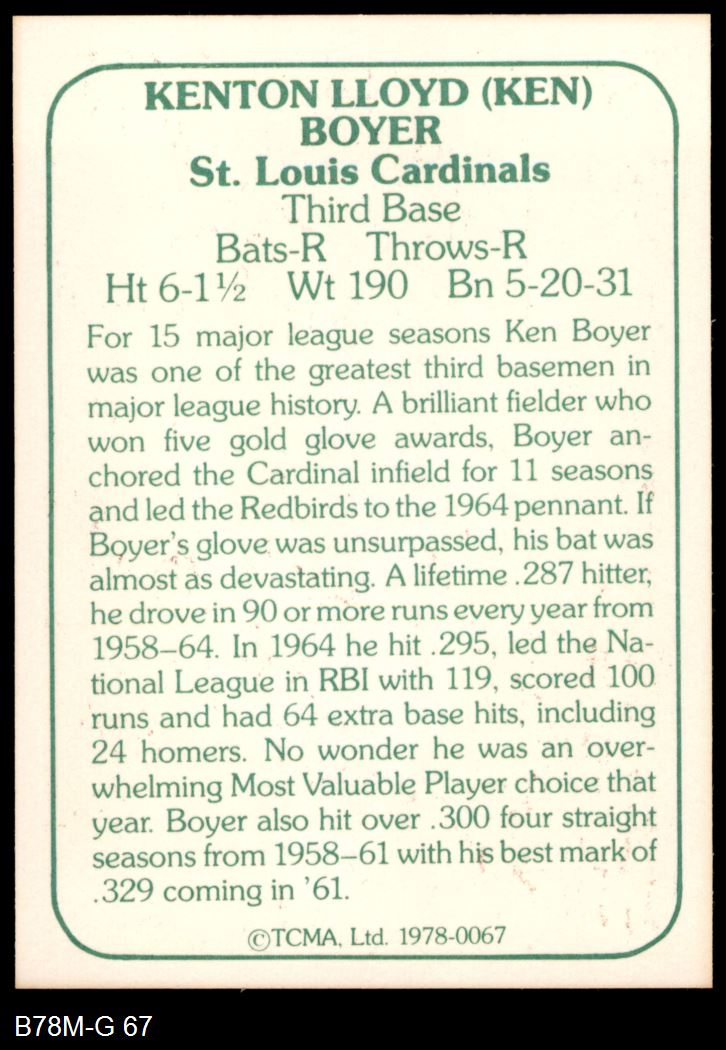 KENTON LLOYD (KEN)
BOYER
St. Louis Cardinals
Third Base
Bats-R Throws-R
Ht 6-1½ Wt 190 Bn 5-20-31
For 15 major league seasons Ken Boyer
was one of the greatest third basemen in
major league history. A brilliant fielder who
won five gold glove awards, Boyer an-
chored the Cardinal infield for 11 seasons
and led the Redbirds to the 1964 pennant. If
Boyer's glove was unsurpassed, his bat was
almost as devastating. A lifetime .287 hitter,
he drove in 90 or more runs every year from
1958–64. In 1964 he hit .295, led the Na-
tional League in RBI with 119, scored 100
runs and had 64 extra base hits, including
24 homers. No wonder he was an over-
whelming Most Valuable Player choice that
year. Boyer also hit over .300 four straight
seasons from 1958–61 with his best mark of
.329 coming in '61.
©TCMA, Ltd. 1978-0067
B78M-G 67